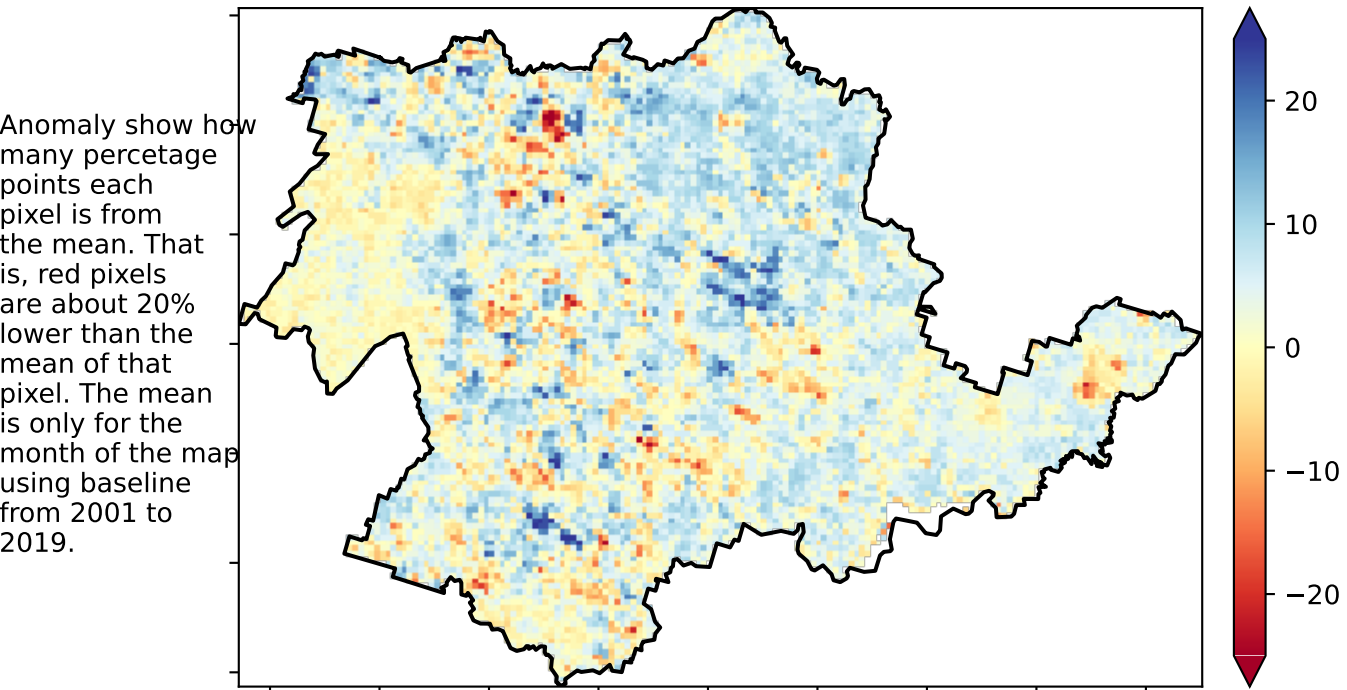 Anomaly show how
many percetage
points each
pixel is from
the mean. That
is, red pixels
are about 20%
lower than the
mean of that
pixel. The mean
is only for the
month of the map
using baseline
from 2001 to
2019.
20
10
0
−10
−20